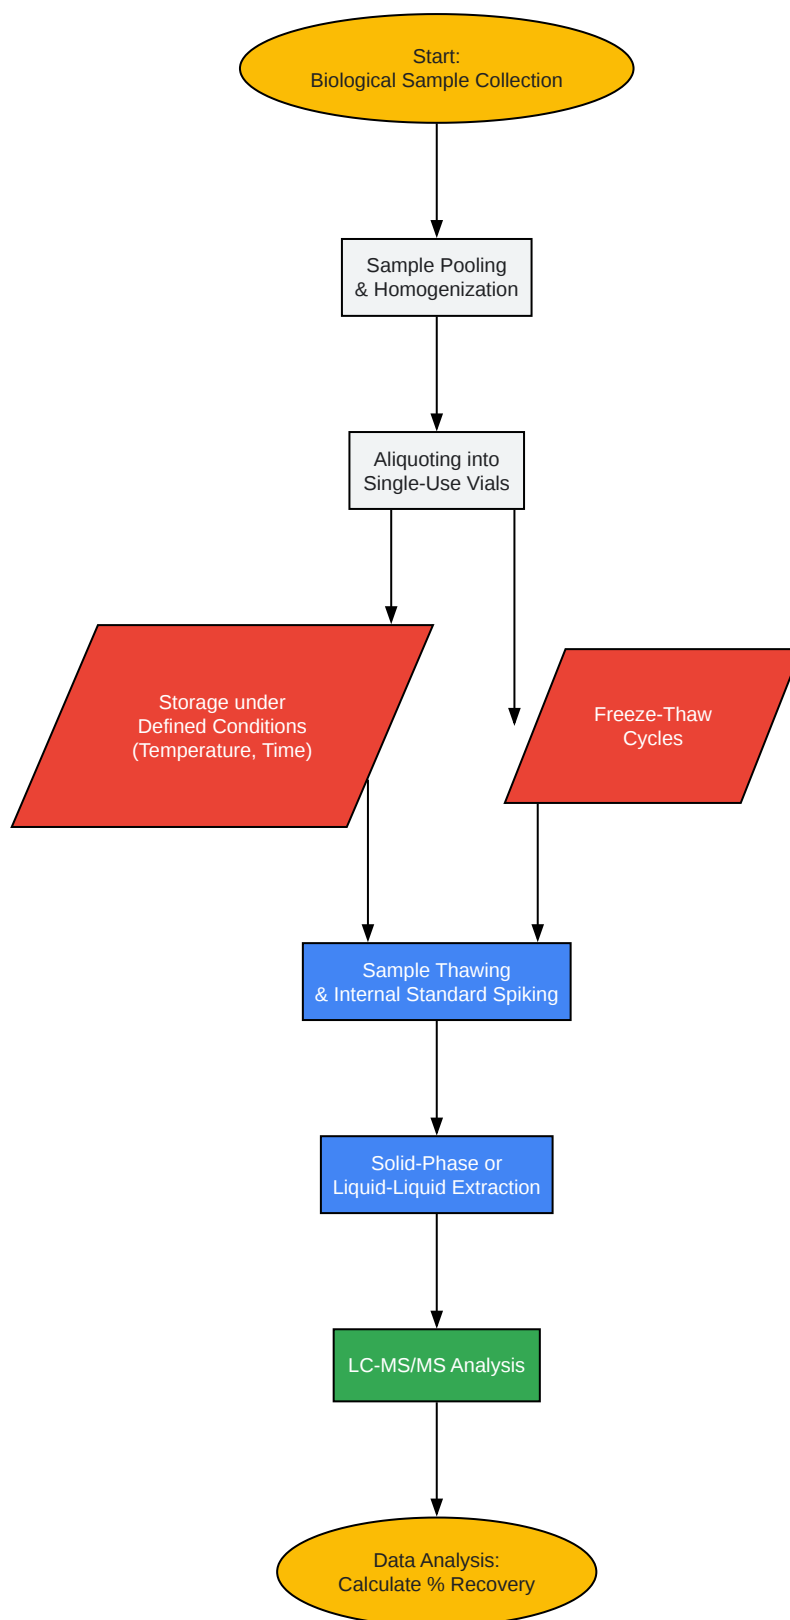 Start:
Biological Sample Collection
Sample Pooling
& Homogenization
Aliquoting into
Single-Use Vials
Storage under
Defined Conditions
(Temperature, Time)
Freeze-Thaw
Cycles
Sample Thawing
& Internal Standard Spiking
Solid-Phase or
Liquid-Liquid Extraction
LC-MS/MS Analysis
Data Analysis:
Calculate % Recovery